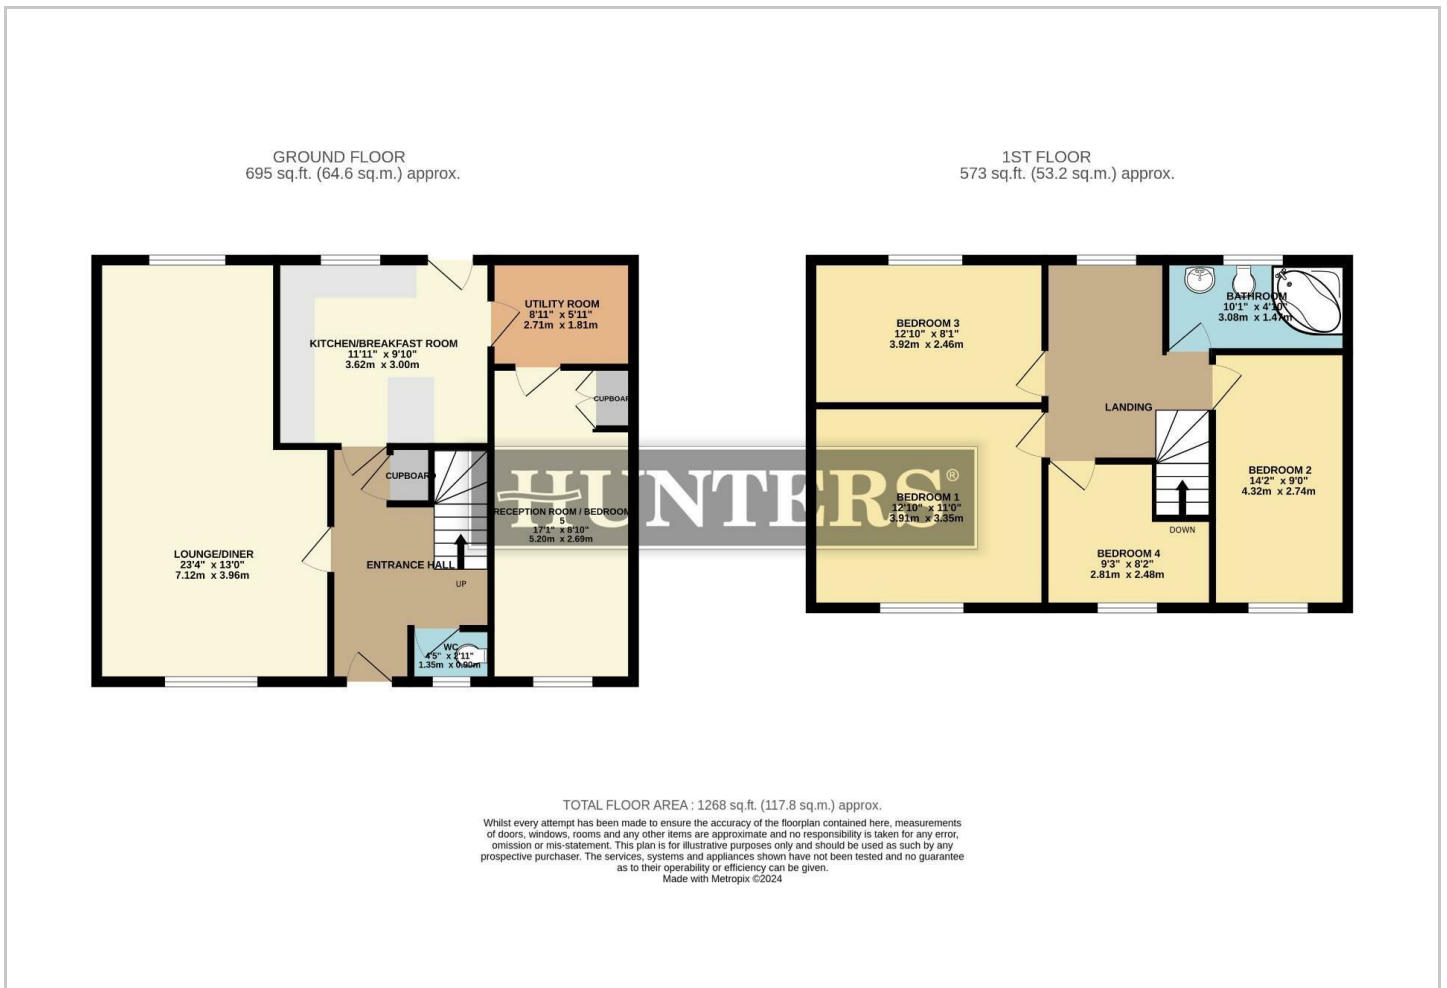 GROUND FLOOR
695 sq.ft. (64.6 sq.m.) approx.
1ST FLOOR
573 sq.ft. (53.2 sq.m.) approx.
UTILITY ROOM
8'11" x 5'11"
2.71m x 1.81m
KITCHEN/BREAKFAST ROOM
11'11" x 9'10"
3.62m x 3.00m
CUPBOARD
CUPBOARD
RECEPTION ROOM / BEDROOM
5
17'1" x 8'10"
5.20m x 2.69m
LOUNGE/DINER
23'4" x 13'0"
7.12m x 3.96m
ENTRANCE HALL
UP
WC
4'5" x 2'11"
1.35m x 0.90m
HUNTERS®
BEDROOM 3
12'10" x 8'1"
3.92m x 2.46m
BATHROOM
10'1" x 4'10"
3.08m x 1.47m
LANDING
BEDROOM 2
14'2" x 9'0"
4.32m x 2.74m
BEDROOM 1
12'10" x 11'0"
3.91m x 3.35m
DOWN
BEDROOM 4
9'3" x 8'2"
2.81m x 2.48m
TOTAL FLOOR AREA : 1268 sq.ft. (117.8 sq.m.) approx.
Whilst every attempt has been made to ensure the accuracy of the floorplan contained here, measurements
of doors, windows, rooms and any other items are approximate and no responsibility is taken for any error,
omission or mis-statement. This plan is for illustrative purposes only and should be used as such by any
prospective purchaser. The services, systems and appliances shown have not been tested and no guarantee
as to their operability or efficiency can be given.
Made with Metropix ©2024